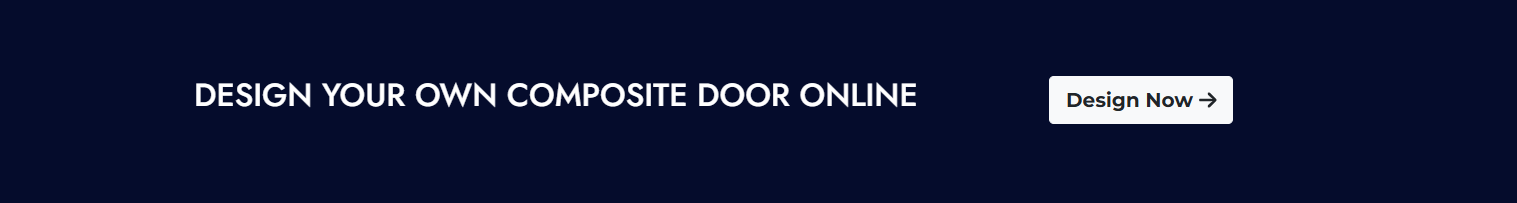 DESIGN YOUR OWN COMPOSITE DOOR ONLINE
Design Now →